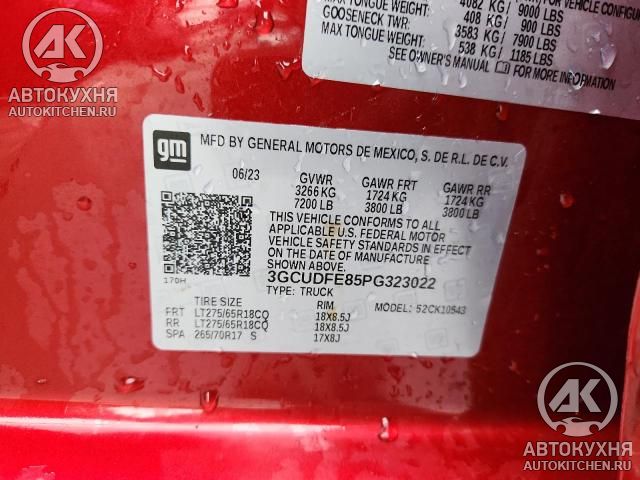 4082 KG/ 9000 LBS
MAX TONGUE WEIGHT: 408 KG/ 900 LBS
GOOSENECK TWR: 3583 KG/ 7900 LBS
MAX TONGUE WEIGHT: 538 KG/ 1185 LBS
SEE OWNER'S MANUAL FOR MORE INFORMATION
АК
АВТОКУХНЯ
AUTOKITCHEN.RU
gm
MFD BY GENERAL MOTORS DE MEXICO, S. DE R.L. DE C.V.
06/23 GVWR GAWR FRT GAWR RR
3266 KG 1724 KG 1724 KG
7200 LB 3800 LB 3800 LB
THIS VEHICLE CONFORMS TO ALL
APPLICABLE U.S. FEDERAL MOTOR
VEHICLE SAFETY STANDARDS IN EFFECT
ON THE DATE OF MANUFACTURE
SHOWN ABOVE.
170H
3GCUDFE85PG323022
TYPE: TRUCK
TIRE SIZE RIM MODEL: 52CK10543
FRT LT275/65R18CQ 18X8.5J
RR LT275/65R18CQ 18X8.5J
SPA 265/70R17 S 17X8J
АК
АВТОКУХНЯ
AUTOKITCHEN.RU